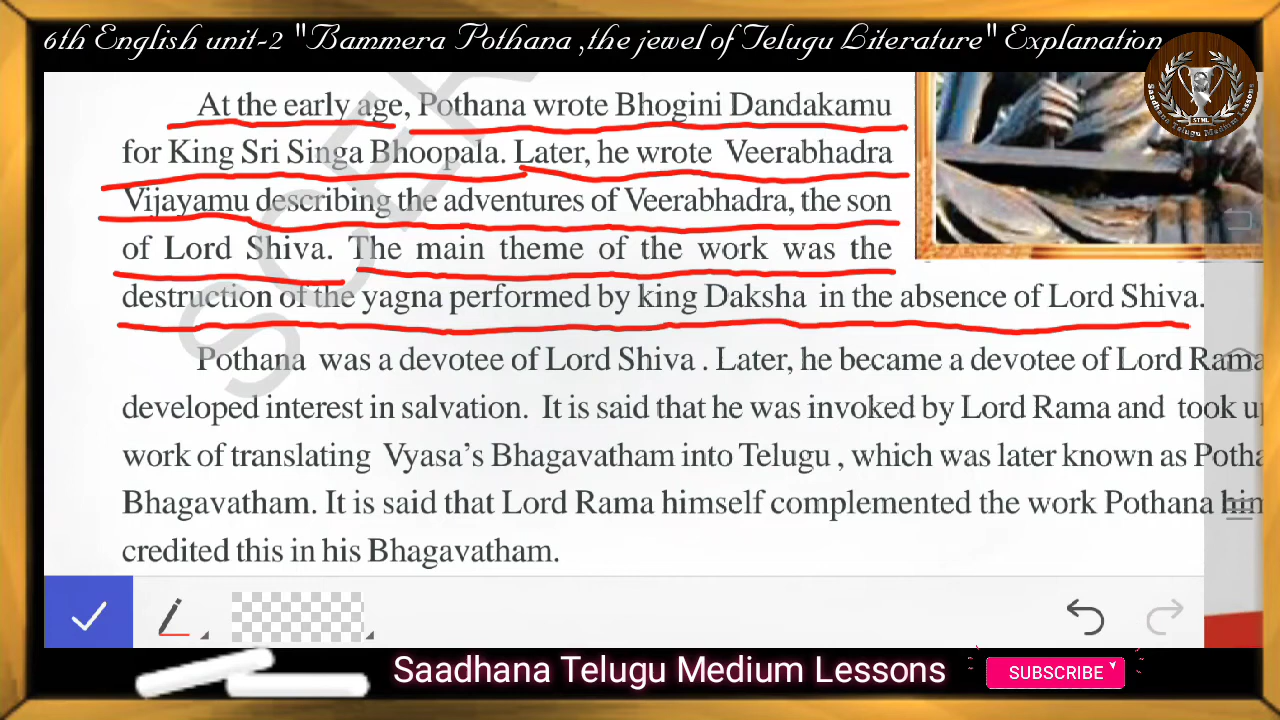 6th English unit-2 "Bammera Pothana ,the jewel of Telugu Literature" Explanation
Saadhana Telugu Medium Lessons
STML
SCER
At the early age, Pothana wrote Bhogini Dandakamu
for King Sri Singa Bhoopala. Later, he wrote Veerabhadra
Vijayamu describing the adventures of Veerabhadra, the son
of Lord Shiva. The main theme of the work was the
destruction of the yagna performed by king Daksha in the absence of Lord Shiva.
Pothana was a devotee of Lord Shiva . Later, he became a devotee of Lord Rama
developed interest in salvation. It is said that he was invoked by Lord Rama and took
work of translating Vyasa's Bhagavatham into Telugu , which was later known as
Bhagavatham. It is said that Lord Rama himself complemented the work Pothana
credited this in his Bhagavatham.
Saadhana Telugu Medium Lessons
SUBSCRIBE